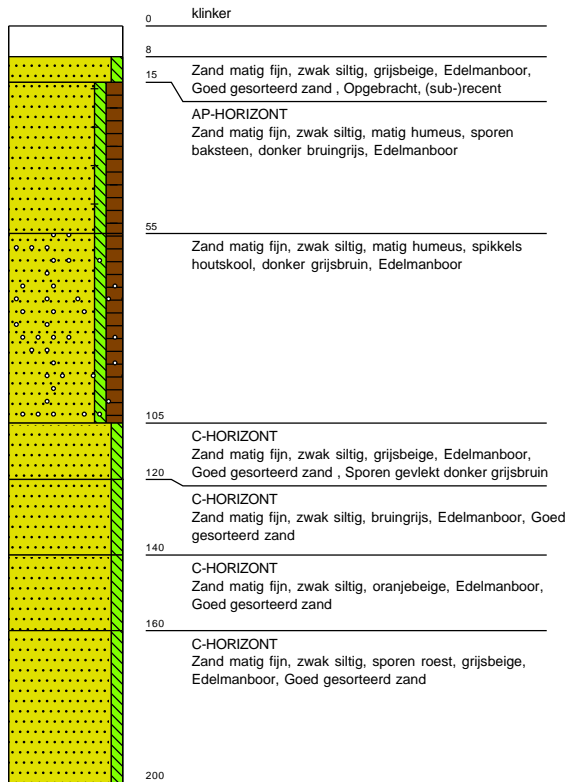 0
klinker
8
Zand matig fijn, zwak siltig, grijsbeige, Edelmanboor,
Goed gesorteerd zand , Opgebracht, (sub-)recent
15
AP-HORIZONT
Zand matig fijn, zwak siltig, matig humeus, sporen
baksteen, donker bruingrijs, Edelmanboor
55
Zand matig fijn, zwak siltig, matig humeus, spikkels
houtskool, donker grijsbruin, Edelmanboor
105
C-HORIZONT
Zand matig fijn, zwak siltig, grijsbeige, Edelmanboor,
Goed gesorteerd zand , Sporen gevlekt donker grijsbruin
120
C-HORIZONT
Zand matig fijn, zwak siltig, bruingrijs, Edelmanboor, Goed
gesorteerd zand
140
C-HORIZONT
Zand matig fijn, zwak siltig, oranjebeige, Edelmanboor,
Goed gesorteerd zand
160
C-HORIZONT
Zand matig fijn, zwak siltig, sporen roest, grijsbeige,
Edelmanboor, Goed gesorteerd zand
200